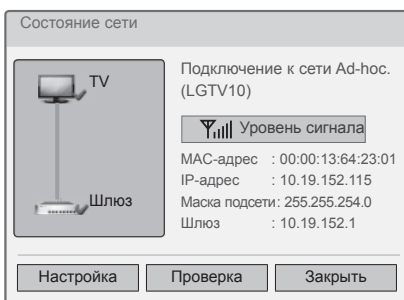 Состояние сети
TV
Шлюз
Подключение к сети Ad-hoc.
(LGTV10)
Уровень сигнала
MAC-адрес : 00:00:13:64:23:01
IP-адрес : 10.19.152.115
Маска подсети : 255.255.254.0
Шлюз : 10.19.152.1
Настройка Проверка Закрыть